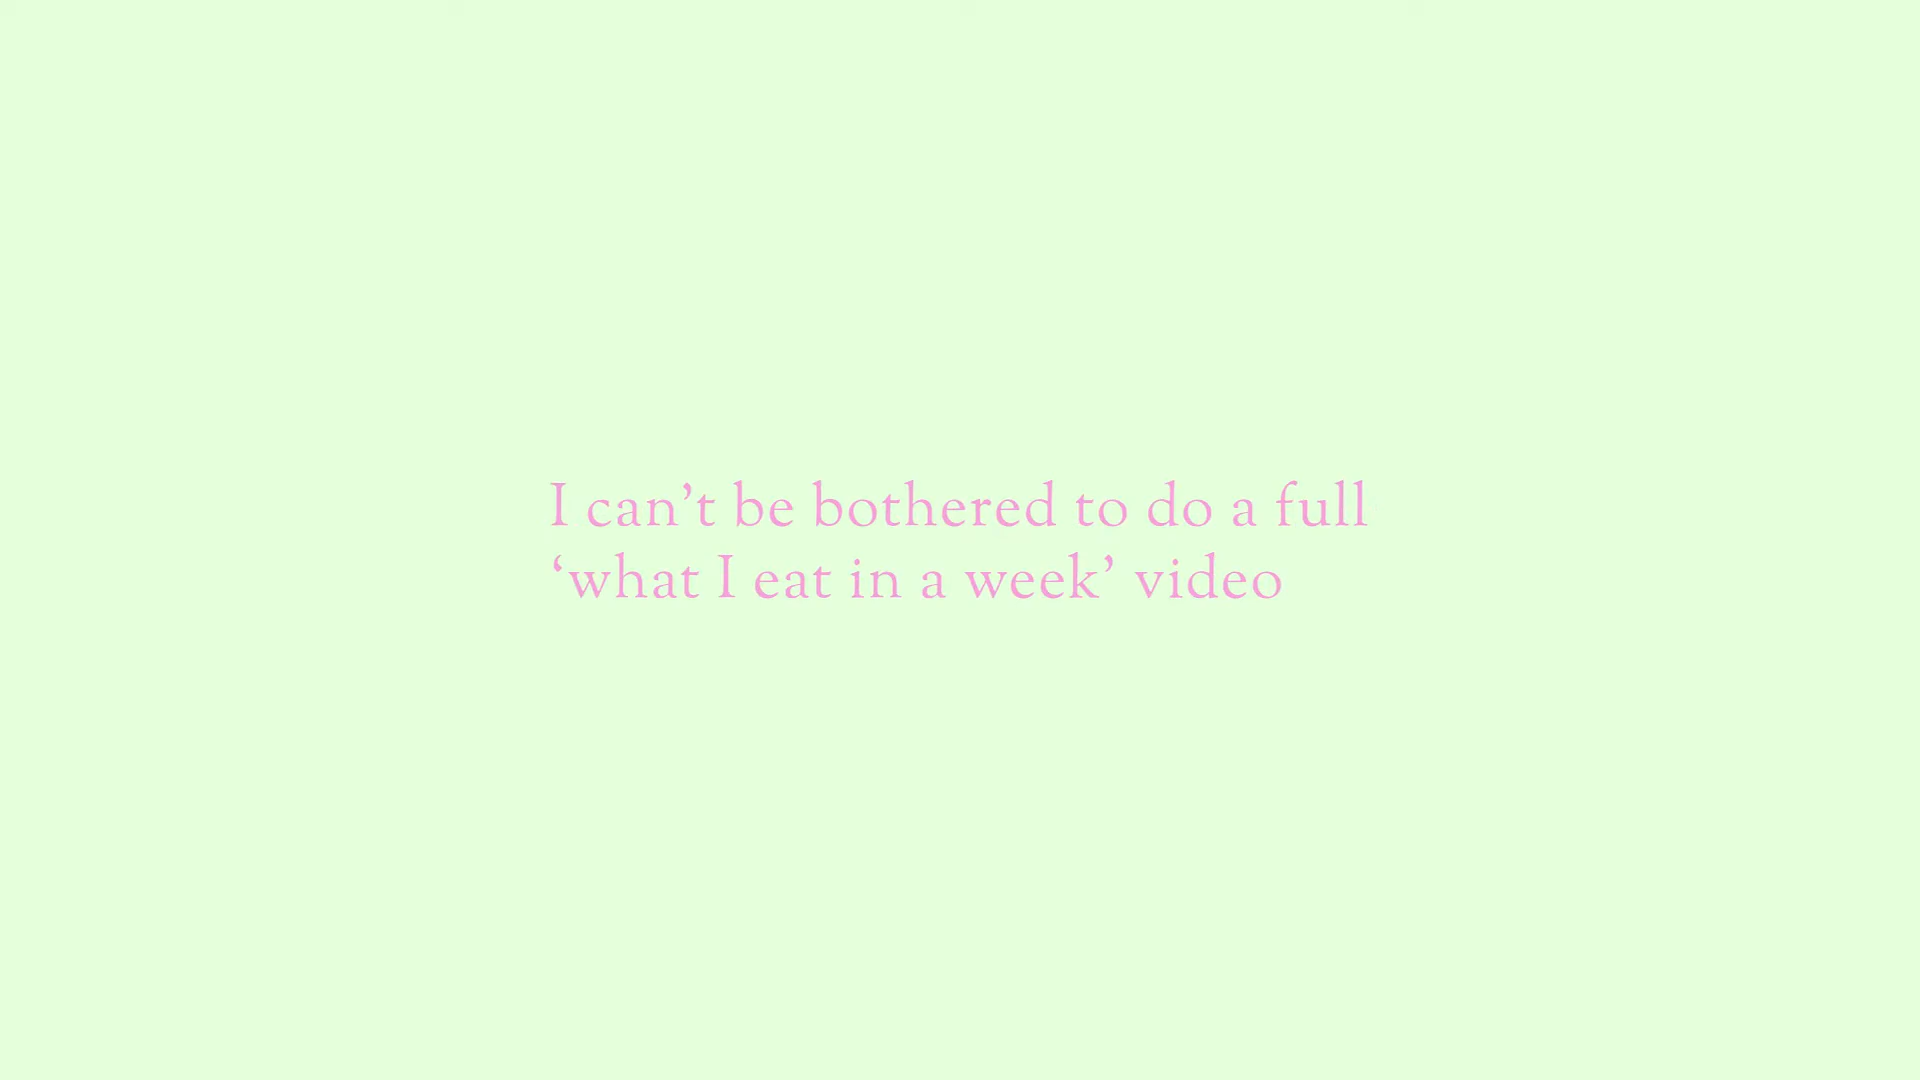 I can’t be bothered to do a full
‘what I eat in a week’ video